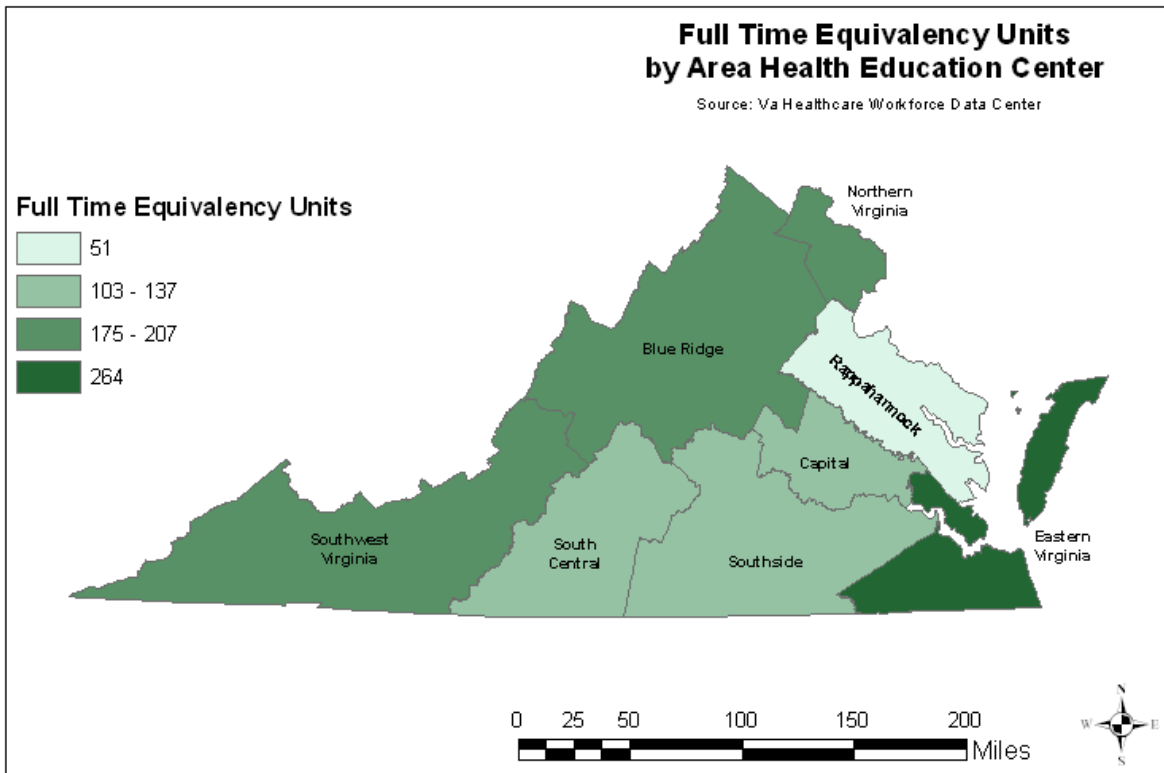 Full Time Equivalency Units
by Area Health Education Center
Source: Va Healthcare Workforce Data Center
Full Time Equivalency Units
51
103 - 137
175 - 207
264
Northern
Virginia
Blue Ridge
Rappahannock
Capital
Southwest
Virginia
South
Central
Southside
Eastern
Virginia
0 25 50 100 150 200
Miles
N
W E
S